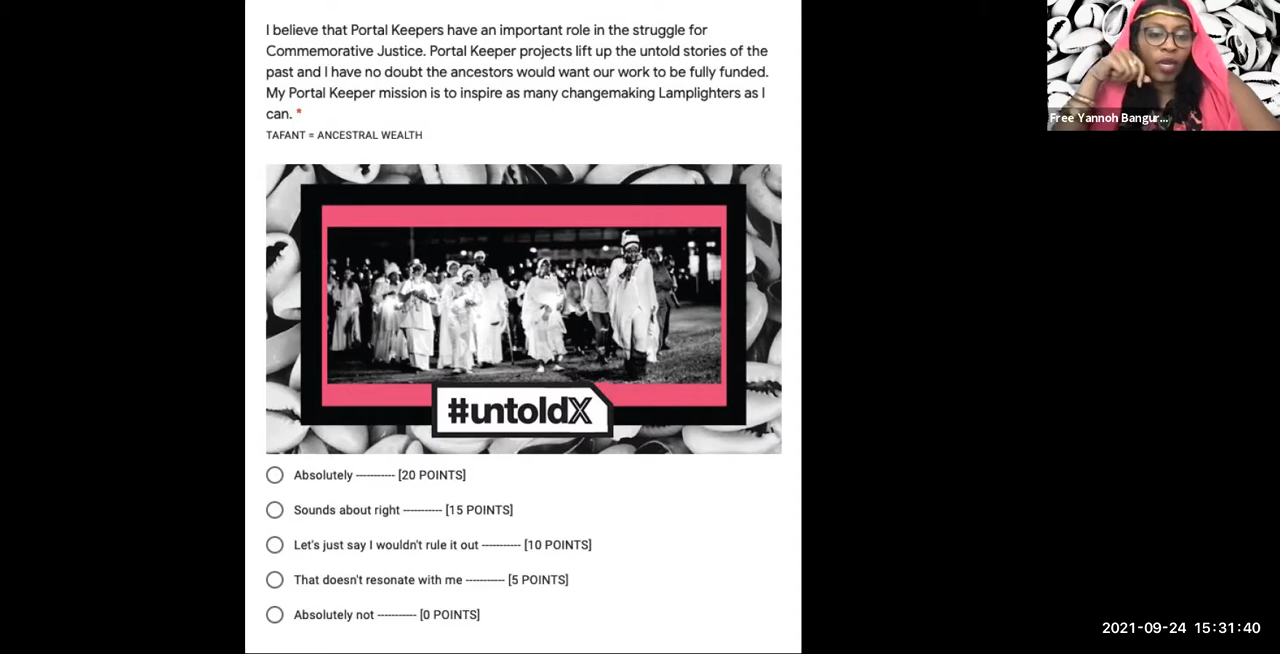 I believe that Portal Keepers have an important role in the struggle for
Commemorative Justice. Portal Keeper projects lift up the untold stories of the
past and I have no doubt the ancestors would want our work to be fully funded.
My Portal Keeper mission is to inspire as many changemaking Lamplighters as I
can. *
TAFANT = ANCESTRAL WEALTH
Free Yannoh Bangur...
#untoldX
Absolutely ----------- [20 POINTS]
Sounds about right ----------- [15 POINTS]
Let's just say I wouldn't rule it out ----------- [10 POINTS]
That doesn't resonate with me ----------- [5 POINTS]
Absolutely not ----------- [0 POINTS]
2021-09-24 15:31:40